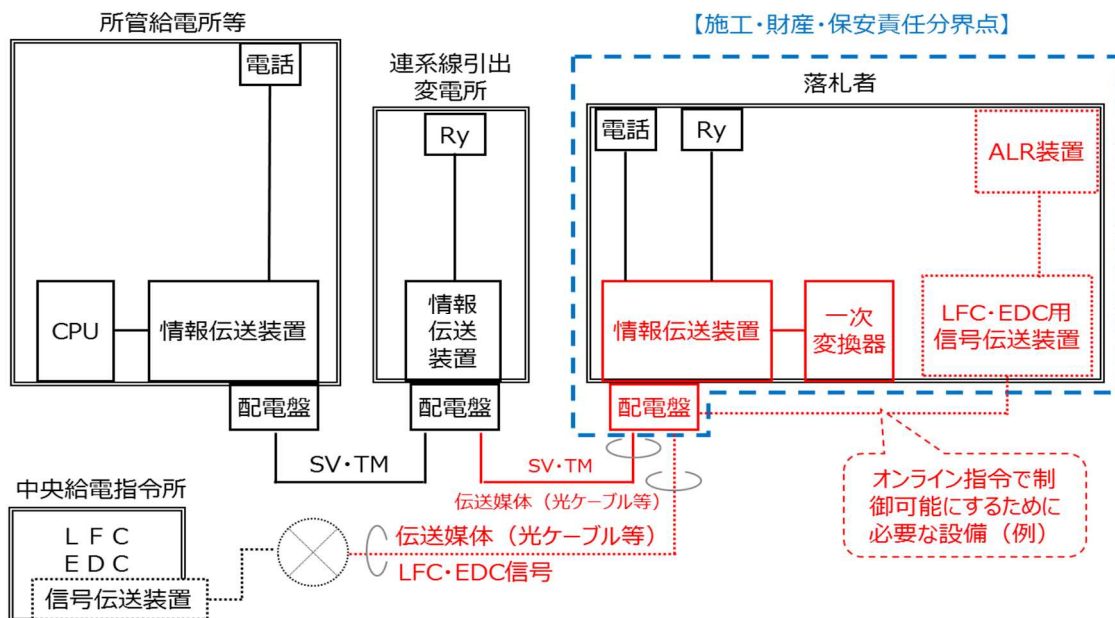 所管給電所等
【施工・財産・保安責任分界点】
電話
連系線引出
変電所
落札者
Ry
電話
Ry
ALR装置
CPU
情報伝送装置
情報
伝送
装置
情報伝送装置
一次
変換器
LFC・EDC用
信号伝送装置
配電盤
配電盤
配電盤
SV・TM
SV・TM
伝送媒体（光ケーブル等）
オンライン指令で制
御可能にするために
必要な設備（例）
中央給電指令所
ＬＦＣ
ＥＤＣ
信号伝送装置
伝送媒体（光ケーブル等）
LFC・EDC信号